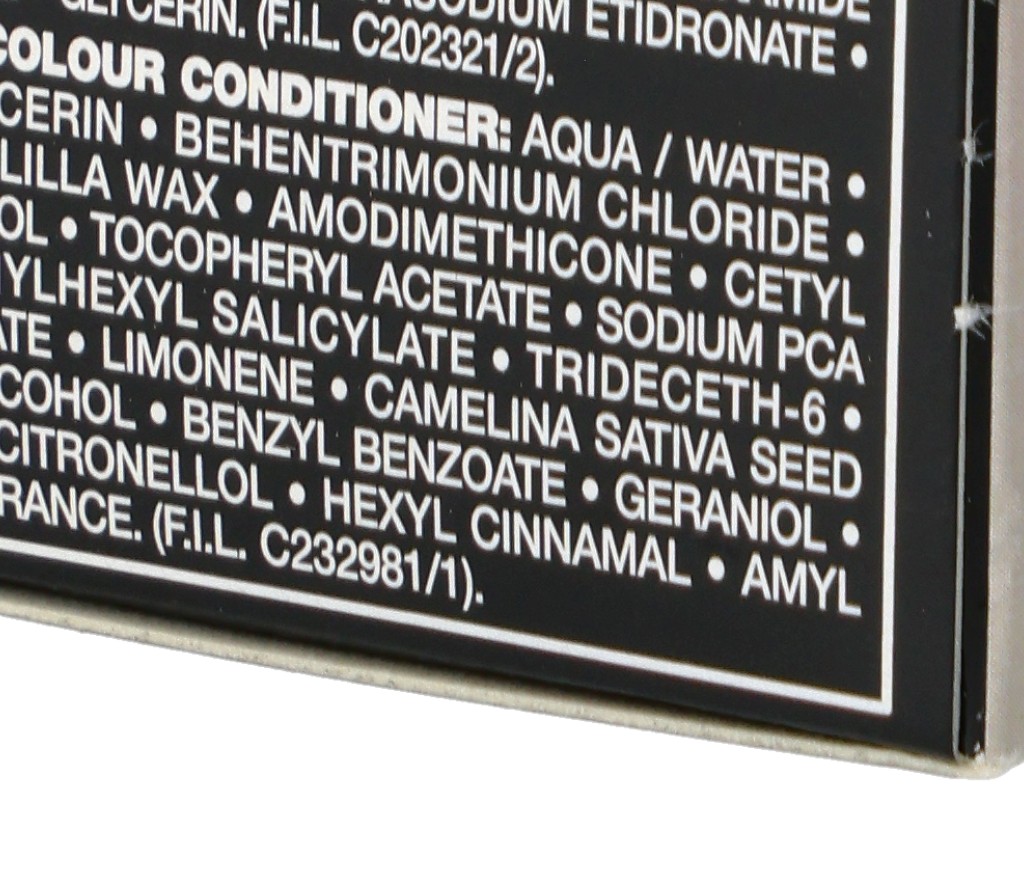 ETIDRONATE •
GLYCERIN. (F.I.L. C202321/2).
COLOUR CONDITIONER: AQUA / WATER •
CERIN • BEHENTRIMONIUM CHLORIDE •
LILLA WAX • AMODIMETHICONE • CETYL
OL • TOCOPHERYL ACETATE • SODIUM PCA
YLHEXYL SALICYLATE • TRIDECETH-6 •
ATE • LIMONENE • CAMELINA SATIVA SEED
COHOL • BENZYL BENZOATE • GERANIOL •
CITRONELLOL • HEXYL CINNAMAL • AMYL
RANCE. (F.I.L. C232981/1).